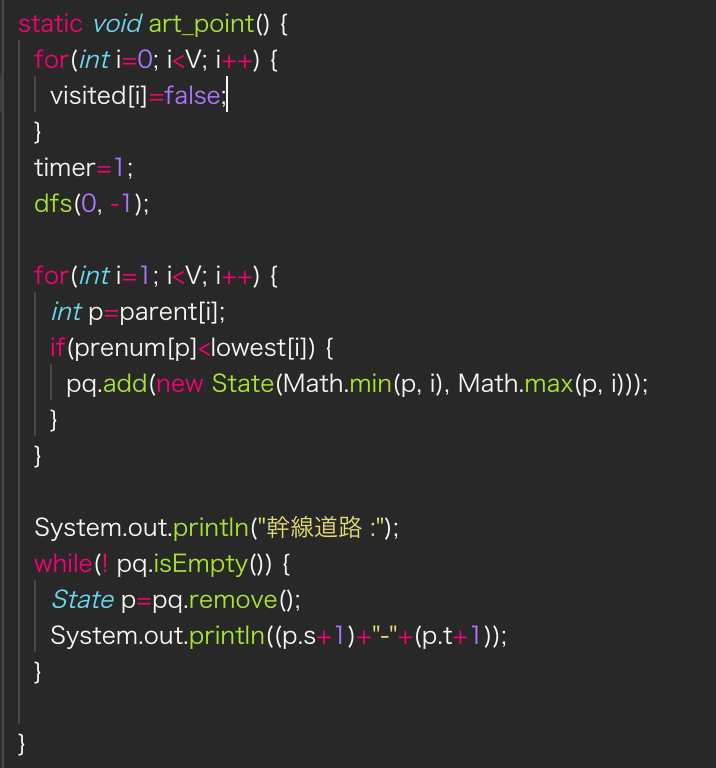 static void art_point() {
for(int i=0; i<V; i++) {
visited[i]=false;
}
timer=1;
dfs(0, -1);
for(int i=1; i<V; i++) {
int p=parent[i];
if(prenum[p]<lowest[i]) {
pq.add(new State(Math.min(p, i), Math.max(p, i)));
}
}
System.out.println("幹線道路 :");
while(! pq.isEmpty()) {
State p=pq.remove();
System.out.println((p.s+1)+"-"+(p.t+1));
}
}